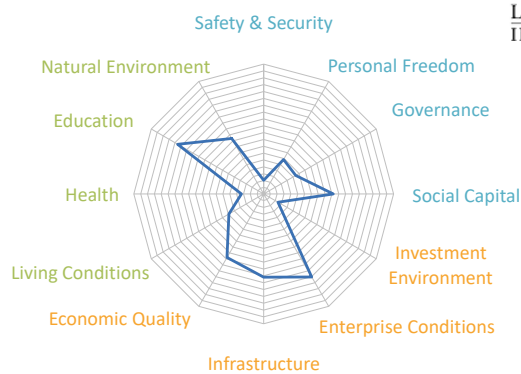 Safety & Security
Natural Environment
Personal Freedom
Education
Governance
Health
Social Capital
Living Conditions
Investment
Environment
Economic Quality
Enterprise Conditions
Infrastructure